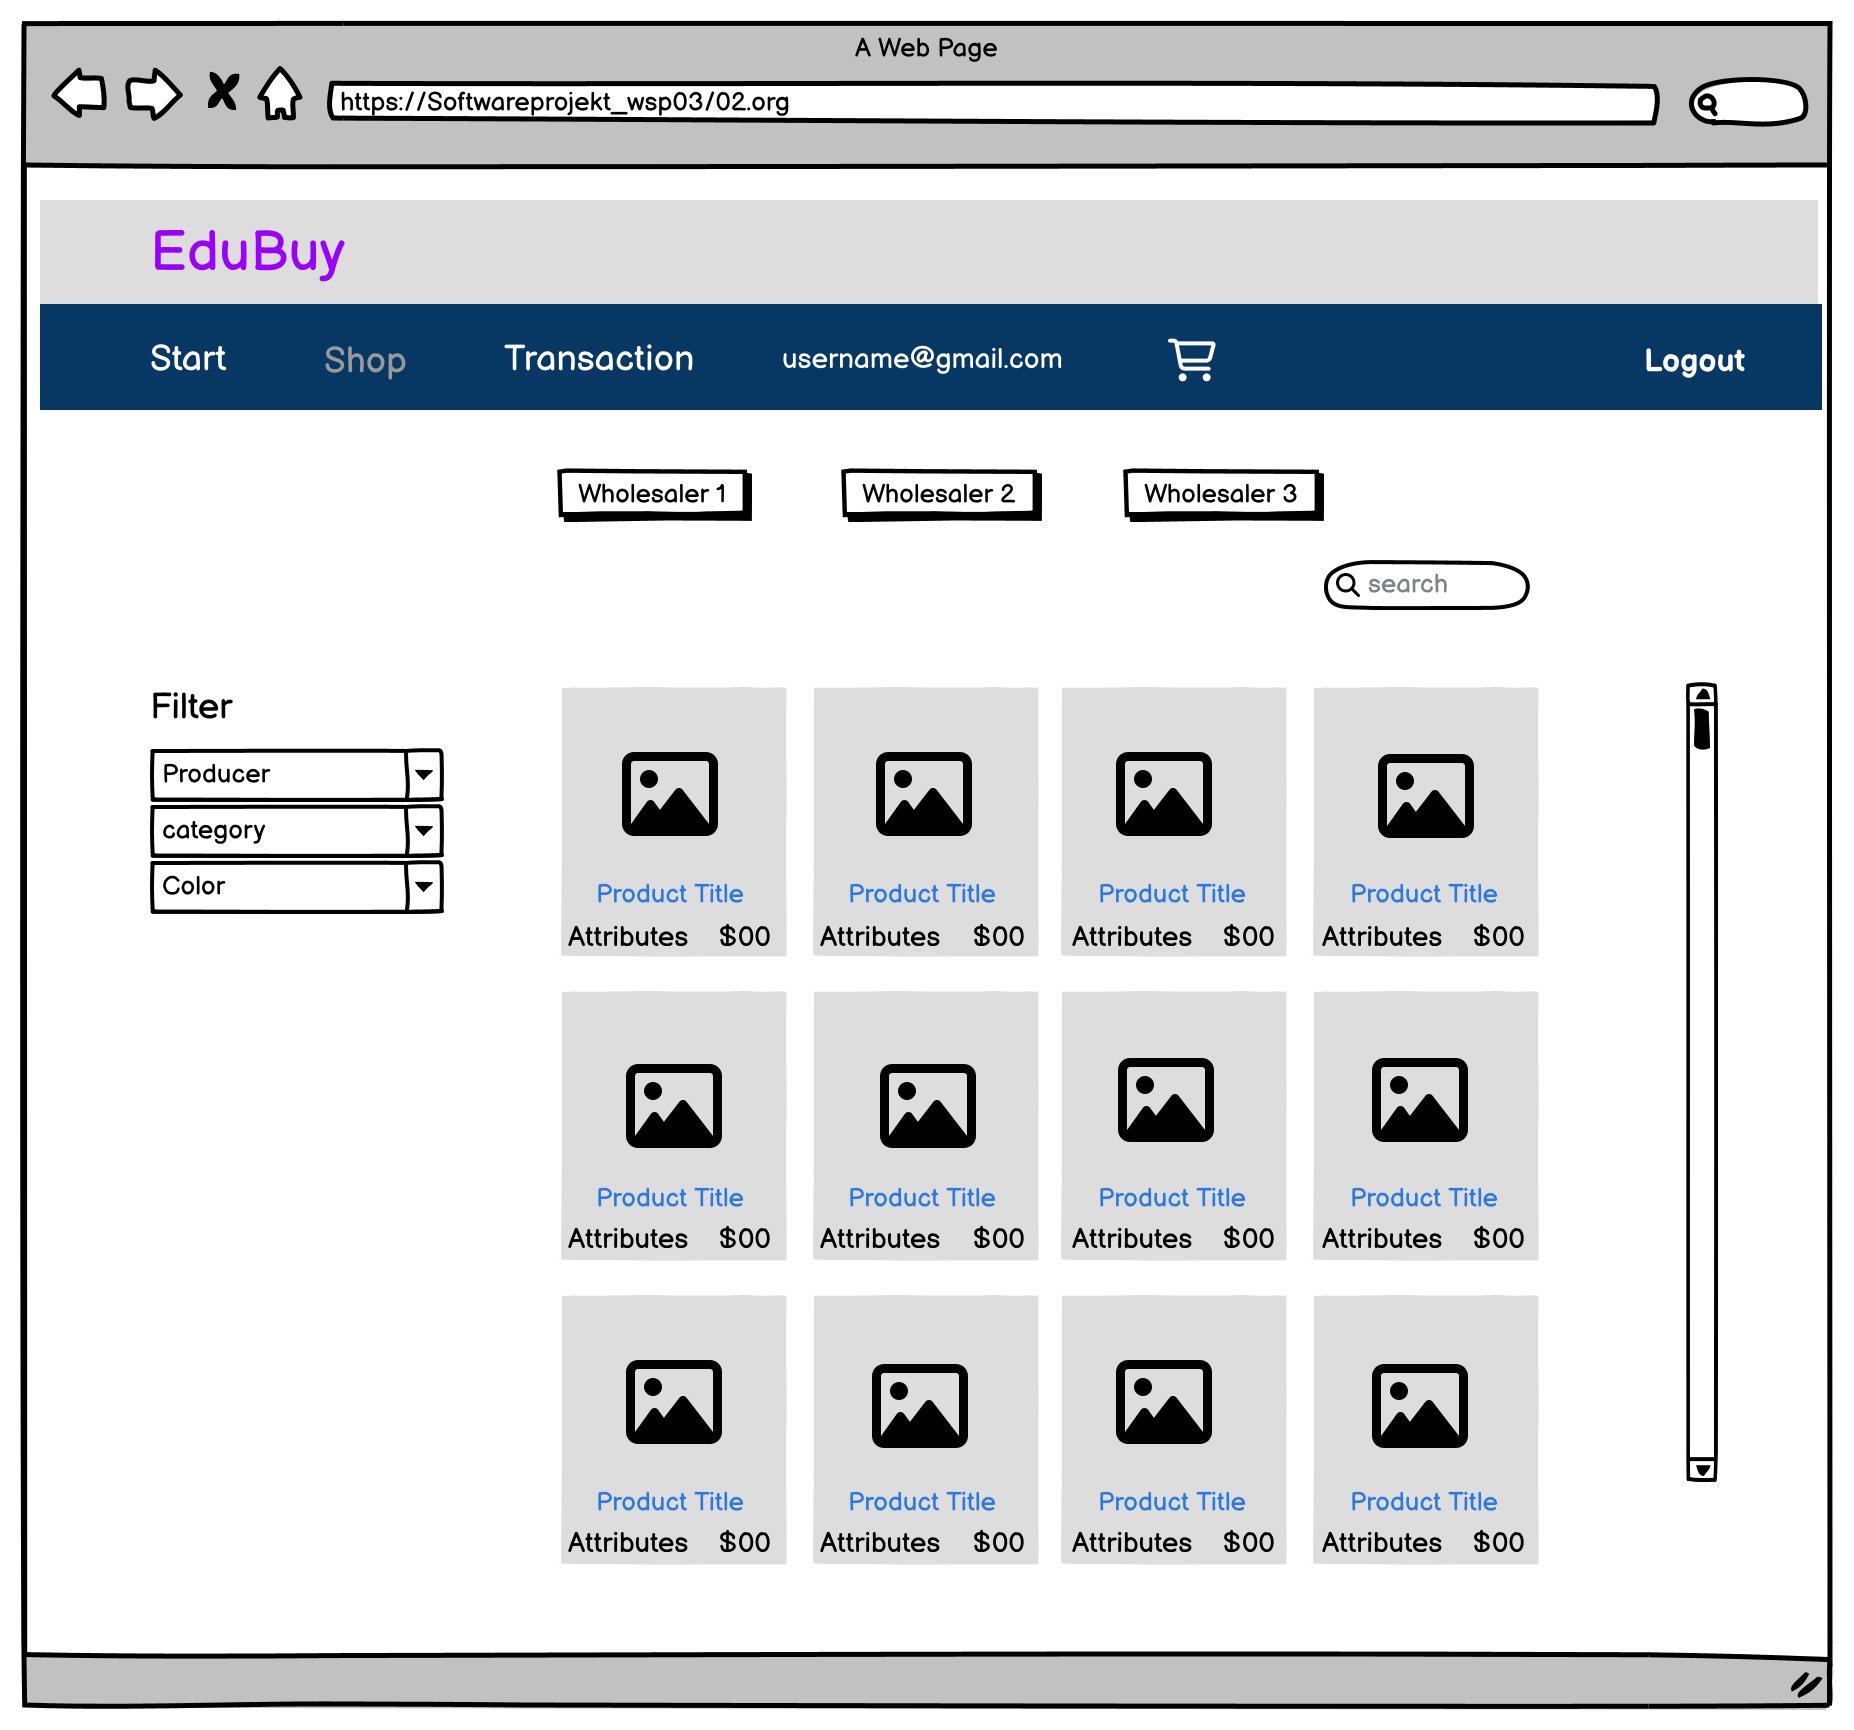 A Web Page
https://Softwareprojekt_wsp03/02.org
EduBuy
Start Shop Transaction username@gmail.com Logout
Wholesaler 1 Wholesaler 2 Wholesaler 3
search
Filter
Producer
category
Color
Product Title Product Title Product Title Product Title
Attributes $00 Attributes $00 Attributes $00 Attributes $00
Product Title Product Title Product Title Product Title
Attributes $00 Attributes $00 Attributes $00 Attributes $00
Product Title Product Title Product Title Product Title
Attributes $00 Attributes $00 Attributes $00 Attributes $00